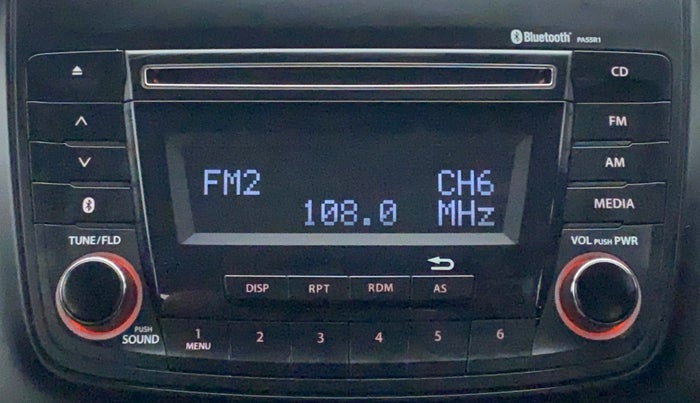 Bluetooth PA5SR1
CD
FM
AM
MEDIA
FM2 CH6
108.0 MHz
TUNE/FLD
VOL PUSH PWR
DISP RPT RDM AS
PUSH
SOUND
1 2 3 4 5 6
MENU